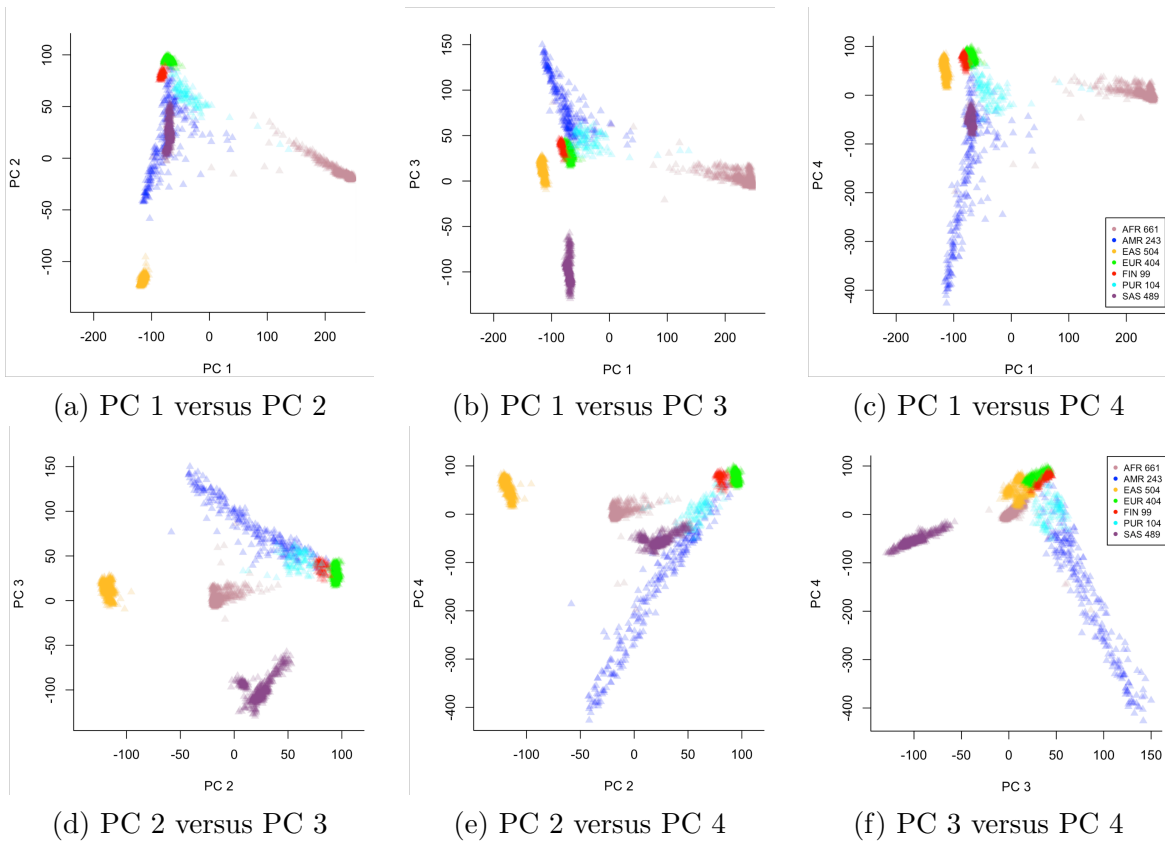 100
50
0
-50
-100
PC 2
-200
-100
0
100
200
PC 1
(a) PC 1 versus PC 2
150
100
50
0
-50
-100
PC 3
-200
-100
0
100
200
PC 1
(b) PC 1 versus PC 3
100
0
-100
-200
-300
-400
PC 4
-200
-100
0
100
200
PC 1
AFR 661
AMR 243
EAS 504
EUR 404
FIN 99
PUR 104
SAS 489
(c) PC 1 versus PC 4
150
100
50
0
-50
-100
PC 3
-100
-50
0
50
100
PC 2
(d) PC 2 versus PC 3
100
0
-100
-200
-300
-400
PC 4
-100
-50
0
50
100
PC 2
(e) PC 2 versus PC 4
100
0
-100
-200
-300
-400
PC 4
-100
-50
0
50
100
150
PC 3
AFR 661
AMR 243
EAS 504
EUR 404
FIN 99
PUR 104
SAS 489
(f) PC 3 versus PC 4